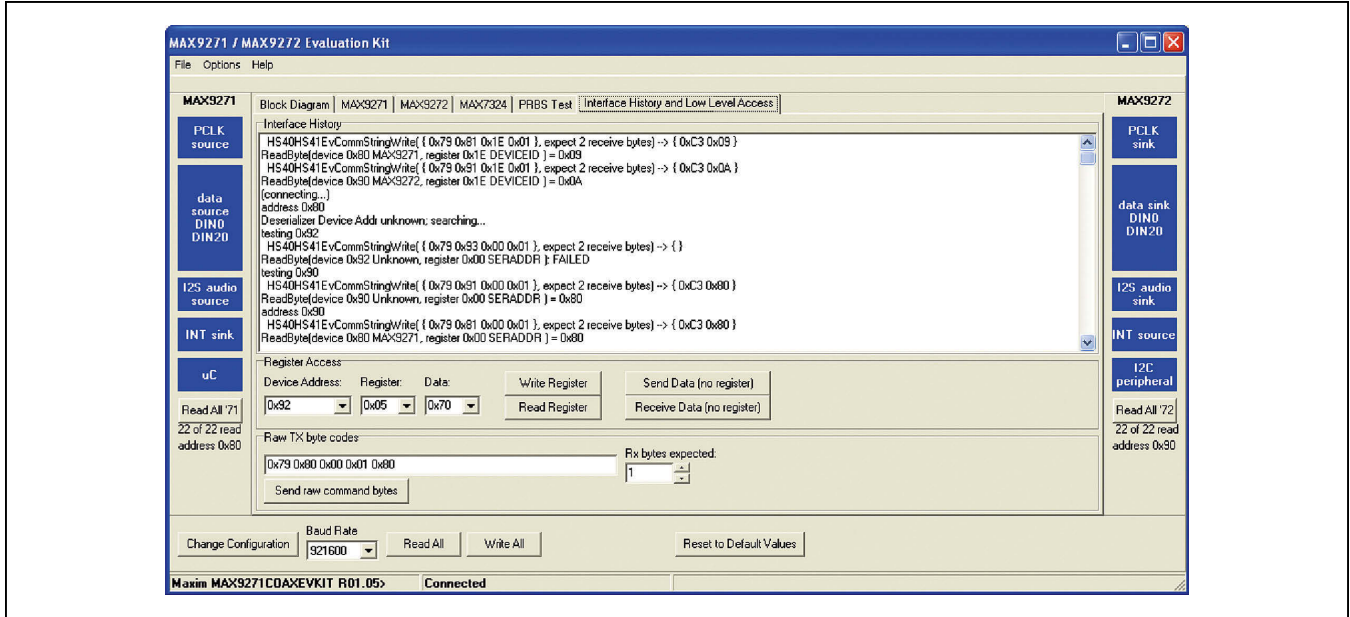 MAX9271 / MAX9272 Evaluation Kit
File Options Help
MAX9271
PCLK
source
data
source
DIN0
DIN20
I2S audio
source
INT sink
uC
Read All '71
22 of 22 read
address 0x80
Block Diagram MAX9271 MAX9272 MAX7324 PRBS Test Interface History and Low Level Access
Interface History
HS40HS41EvCommStringWrite( { 0x79 0x81 0x1E 0x01 }, expect 2 receive bytes) --> { 0xC3 0x09 }
ReadByte(device 0x80 MAX9271, register 0x1E DEVICEID ) = 0x09
HS40HS41EvCommStringWrite( { 0x79 0x91 0x1E 0x01 }, expect 2 receive bytes) --> { 0xC3 0x0A }
ReadByte(device 0x90 MAX9272, register 0x1E DEVICEID ) = 0x0A
(connecting...)
address 0x80
Deserializer Device Addr unknown; searching...
testing 0x92
HS40HS41EvCommStringWrite( { 0x79 0x93 0x00 0x01 }, expect 2 receive bytes) --> { }
ReadByte(device 0x92 Unknown, register 0x00 SERADDR ): FAILED
testing 0x90
HS40HS41EvCommStringWrite( { 0x79 0x91 0x00 0x01 }, expect 2 receive bytes) --> { 0xC3 0x80 }
ReadByte(device 0x90 Unknown, register 0x00 SERADDR ) = 0x80
address 0x90
HS40HS41EvCommStringWrite( { 0x79 0x81 0x00 0x01 }, expect 2 receive bytes) --> { 0xC3 0x80 }
ReadByte(device 0x80 MAX9271, register 0x00 SERADDR ) = 0x80
Register Access
Device Address: Register: Data:
0x92 0x05 0x70
Write Register Send Data (no register)
Read Register Receive Data (no register)
Raw TX byte codes
0x79 0x80 0x00 0x01 0x80
Rx bytes expected:
1
Send raw command bytes
MAX9272
PCLK
sink
data sink
DIN0
DIN20
I2S audio
sink
INT source
I2C
peripheral
Read All '72
22 of 22 read
address 0x90
Change Configuration
Baud Rate
921600
Read All Write All Reset to Default Values
Maxim MAX9271COAXEVKIT R01.05> Connected